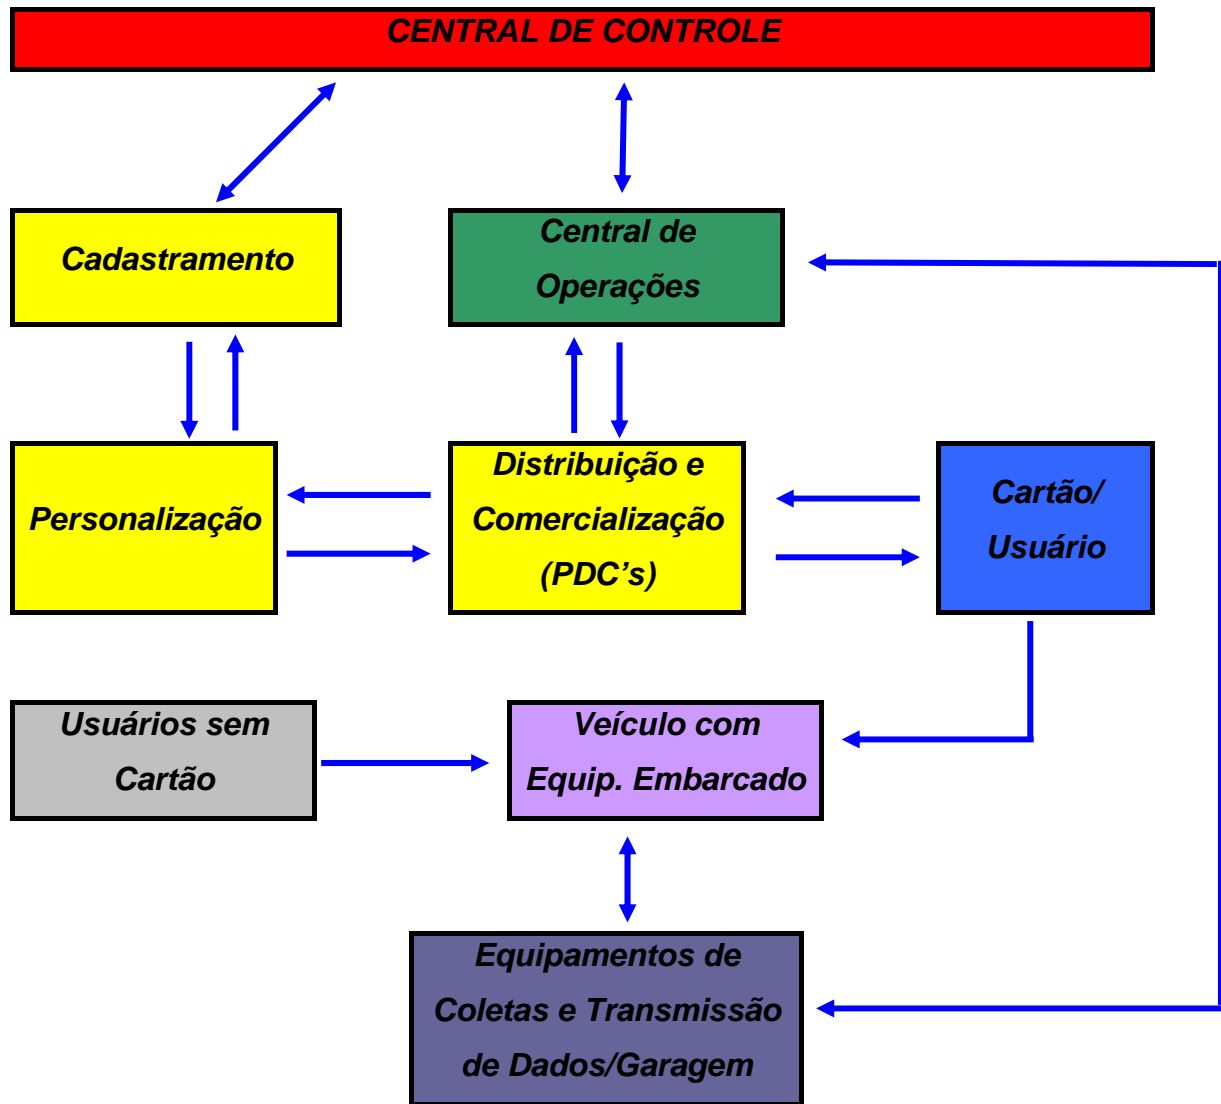 CENTRAL DE CONTROLE
Cadastramento
Central de
Operações
Personalização
Distribuição e
Comercialização
(PDC’s)
Cartão/
Usuário
Usuários sem
Cartão
Veículo com
Equip. Embarcado
Equipamentos de
Coletas e Transmissão
de Dados/Garagem